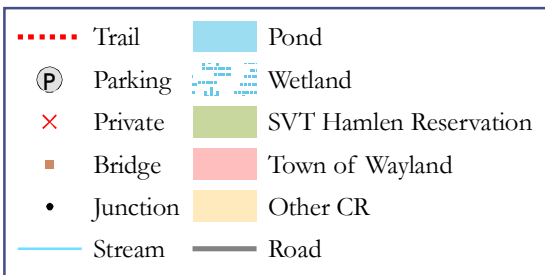 Trail Pond
P Parking Wetland
Private SVT Hamlen Reservation
Bridge Town of Wayland
Junction Other CR
Stream Road